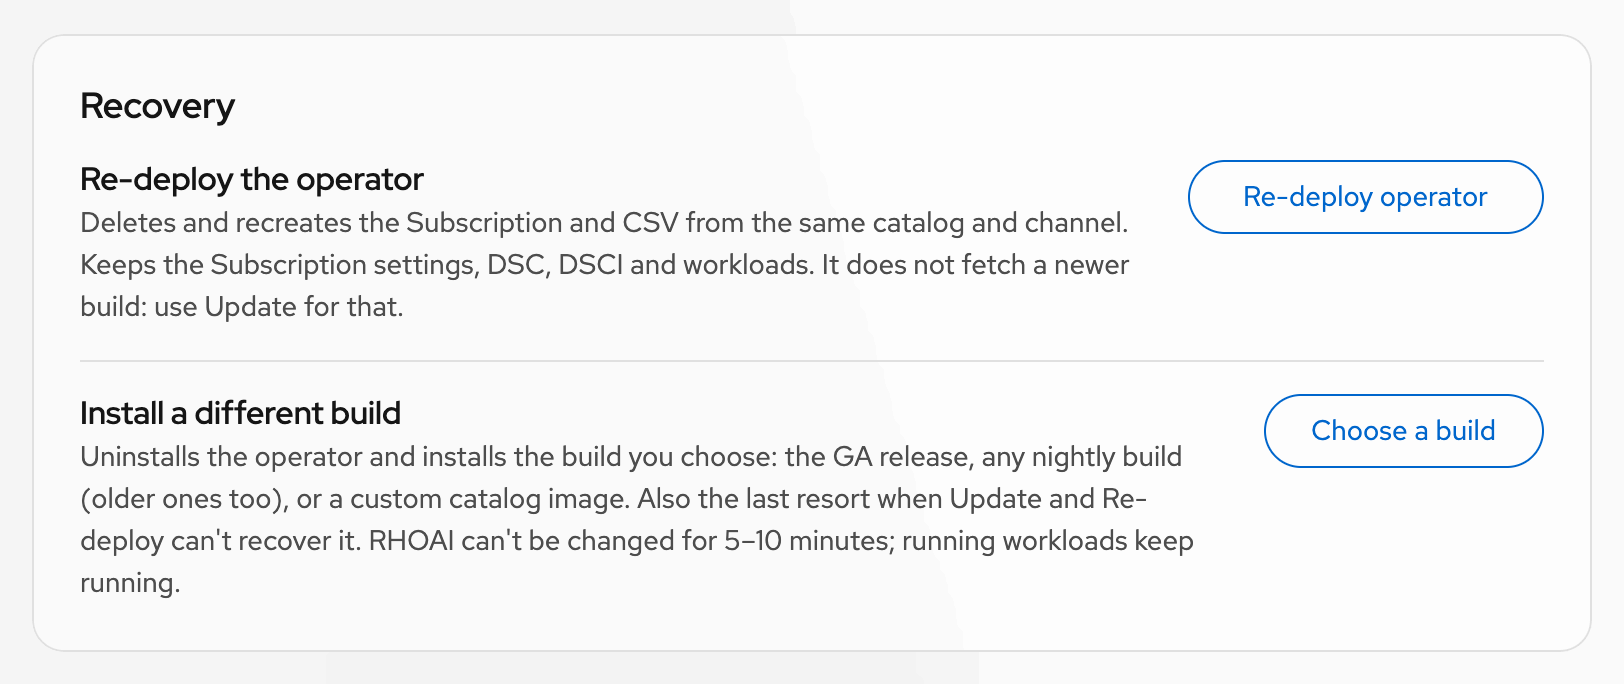 Recovery
Re-deploy the operator
Re-deploy operator
Deletes and recreates the Subscription and CSV from the same catalog and channel.
Keeps the Subscription settings, DSC, DSCI and workloads. It does not fetch a newer
build: use Update for that.
Install a different build
Choose a build
Uninstalls the operator and installs the build you choose: the GA release, any nightly build
(older ones too), or a custom catalog image. Also the last resort when Update and Re-
deploy can't recover it. RHOAI can't be changed for 5–10 minutes; running workloads keep
running.